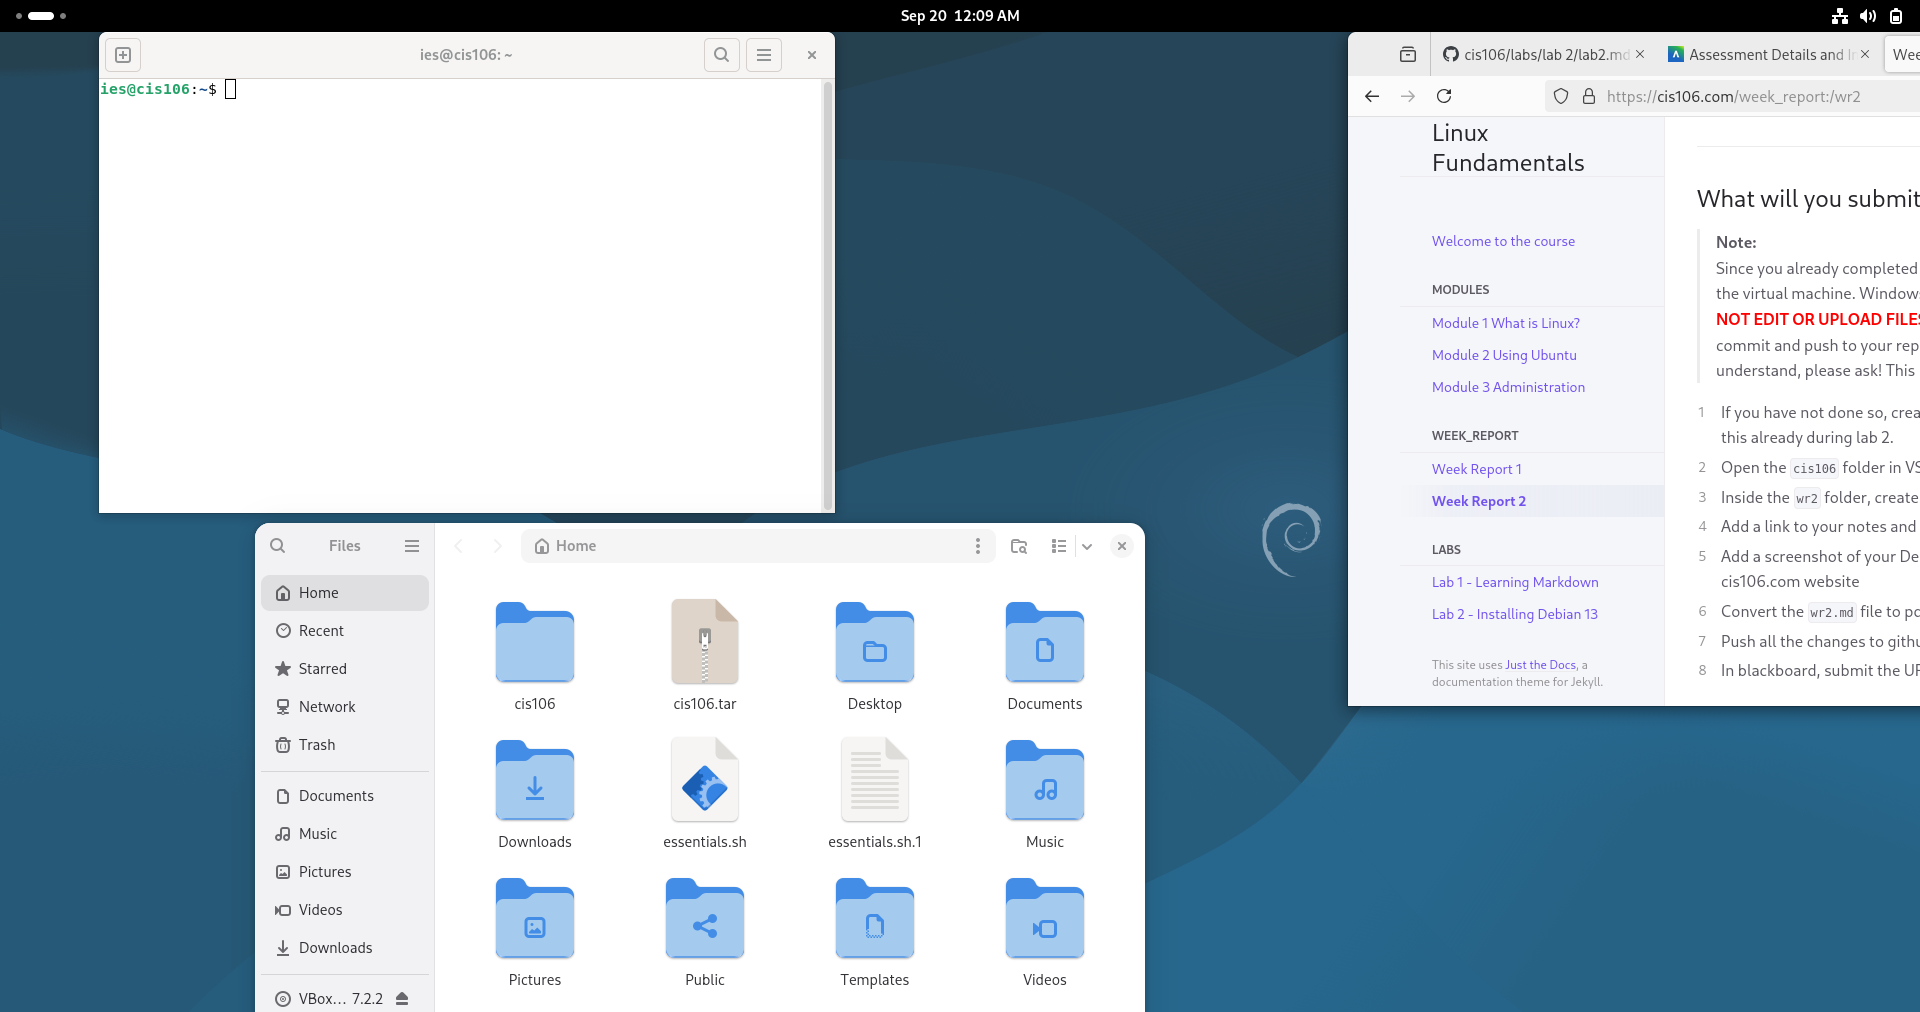 Sep 20 12:09 AM
ies@cis106: ~
ies@cis106:~$
cis106/labs/lab 2/lab2.md
Assessment Details and I
Wee
https://cis106.com/week_report:/wr2
Linux
Fundamentals
Welcome to the course
MODULES
Module 1 What is Linux?
Module 2 Using Ubuntu
Module 3 Administration
WEEK_REPORT
Week Report 1
Week Report 2
LABS
Lab 1 - Learning Markdown
Lab 2 - Installing Debian 13
This site uses Just the Docs, a
documentation theme for Jekyll.
What will you submit
Note:
Since you already completed
the virtual machine. Windows
NOT EDIT OR UPLOAD FILES
commit and push to your rep
understand, please ask! This
1 If you have not done so, crea
this already during lab 2.
2 Open the cis106 folder in VS
3 Inside the wr2 folder, create
4 Add a link to your notes and
5 Add a screenshot of your De
cis106.com website
6 Convert the wr2.md file to pd
7 Push all the changes to githu
8 In blackboard, submit the UR
Files
Home
Home
Recent
Starred
Network
Trash
Documents
Music
Pictures
Videos
Downloads
VBox… 7.2.2
cis106
cis106.tar
Desktop
Documents
Downloads
essentials.sh
essentials.sh.1
Music
Pictures
Public
Templates
Videos